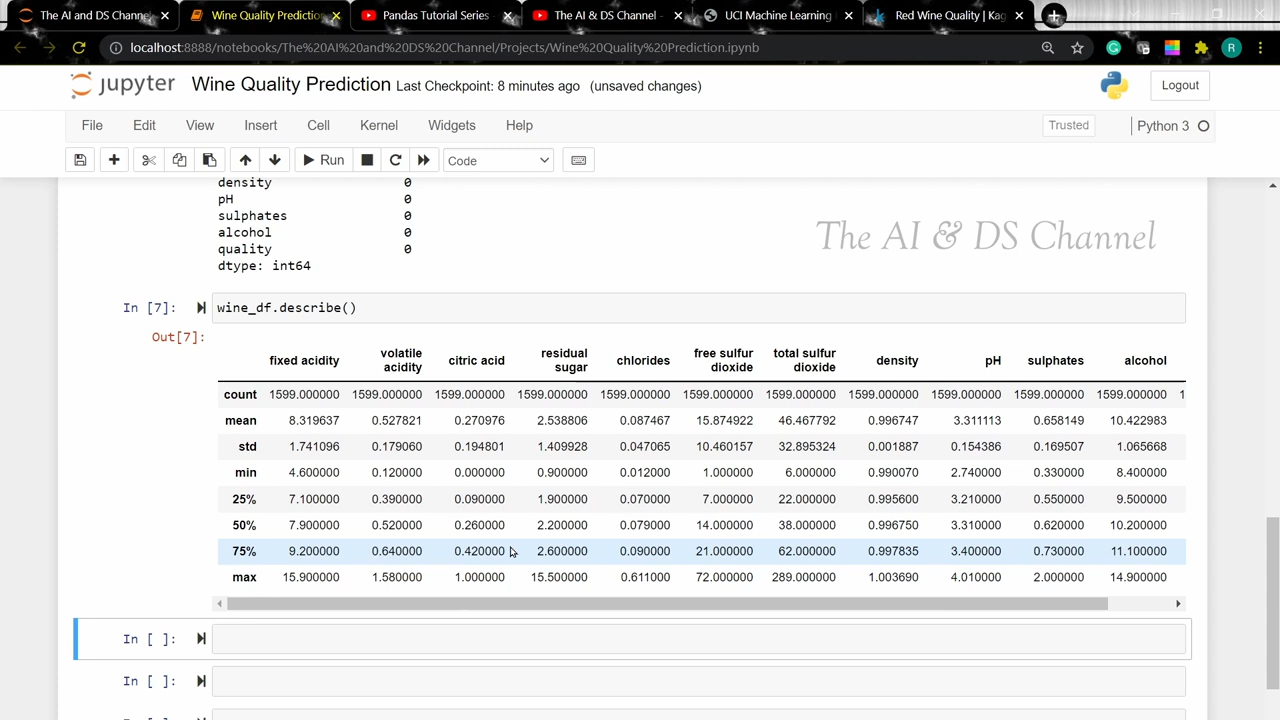 The AI and DS Channel
Wine Quality Predictio
Pandas Tutorial Series -
The AI & DS Channel -
UCI Machine Learning
Red Wine Quality | Kag
localhost:8888/notebooks/The%20AI%20and%20DS%20Channel/Projects/Wine%20Quality%20Prediction.ipynb
R
jupyter Wine Quality Prediction Last Checkpoint: 8 minutes ago (unsaved changes) Logout
File Edit View Insert Cell Kernel Widgets Help Trusted Python 3
Run Code
density 0
pH 0
sulphates 0
alcohol 0
quality 0
dtype: int64
The AI & DS Channel
In [7]: wine_df.describe()
Out[7]:
fixed acidity volatile acidity citric acid residual sugar chlorides free sulfur dioxide total sulfur dioxide density pH sulphates alcohol
count 1599.000000 1599.000000 1599.000000 1599.000000 1599.000000 1599.000000 1599.000000 1599.000000 1599.000000 1599.000000 1599.000000 1
mean 8.319637 0.527821 0.270976 2.538806 0.087467 15.874922 46.467792 0.996747 3.311113 0.658149 10.422983
std 1.741096 0.179060 0.194801 1.409928 0.047065 10.460157 32.895324 0.001887 0.154386 0.169507 1.065668
min 4.600000 0.120000 0.000000 0.900000 0.012000 1.000000 6.000000 0.990070 2.740000 0.330000 8.400000
25% 7.100000 0.390000 0.090000 1.900000 0.070000 7.000000 22.000000 0.995600 3.210000 0.550000 9.500000
50% 7.900000 0.520000 0.260000 2.200000 0.079000 14.000000 38.000000 0.996750 3.310000 0.620000 10.200000
75% 9.200000 0.640000 0.420000 2.600000 0.090000 21.000000 62.000000 0.997835 3.400000 0.730000 11.100000
max 15.900000 1.580000 1.000000 15.500000 0.611000 72.000000 289.000000 1.003690 4.010000 2.000000 14.900000
In [ ]:
In [ ]: